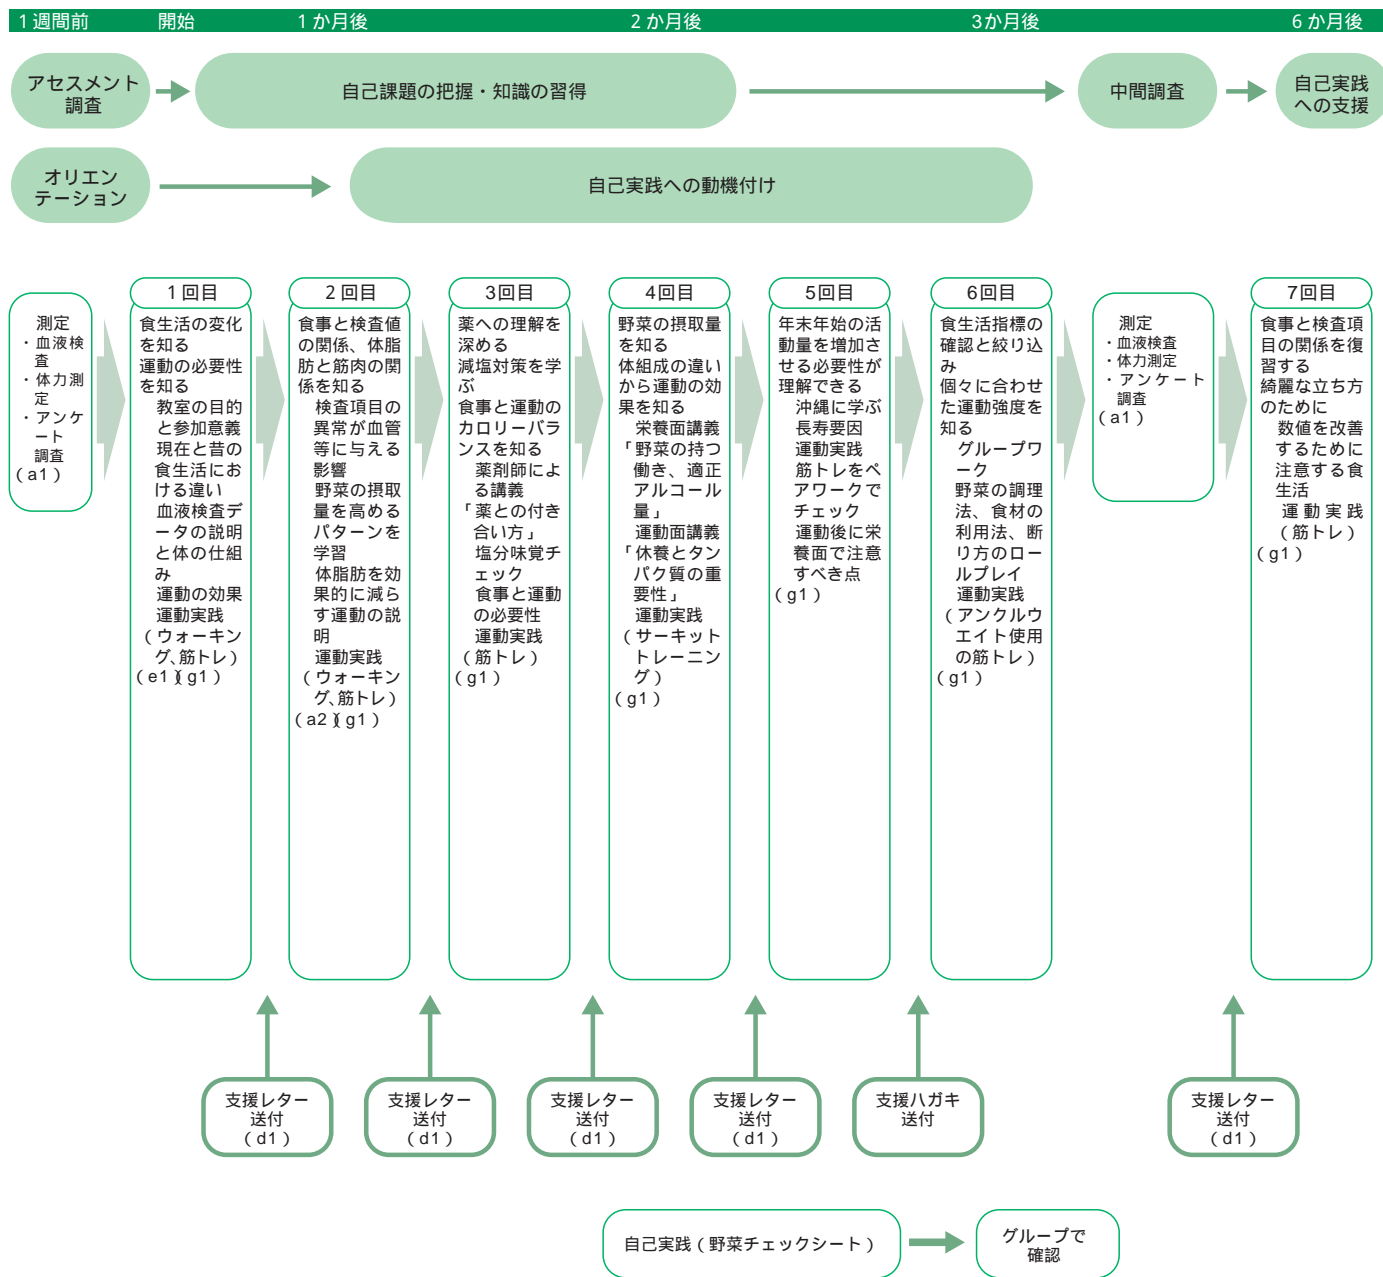 1週間前
開始
1か月後
2か月後
3か月後
6か月後
アセスメント
調査
自己課題の把握・知識の習得
中間調査
自己実践
への支援
オリエン
テーション
自己実践への動機付け
測定
・血液検
査
・体力測
定
・アンケ
ート
調査
(a1)
1回目
食生活の変化
を知る
運動の必要性
を知る
教室の目的
と参加意義
現在と昔の
食生活にお
ける違い
血液検査デ
ータの説明
と体の仕組
み
運動の効果
運動実践
(ウォーキン
グ、筋トレ)
(e1)(g1)
2回目
食事と検査値
の関係、体脂
肪と筋肉の関
係を知る
検査項目の
異常が血管
等に与える
影響
野菜の摂取
量を高める
パターンを
学習
体脂肪を効
果的に減ら
す運動の説
明
運動実践
(ウォーキン
グ、筋トレ)
(a2)(g1)
3回目
薬への理解を
深める
減塩対策を学
ぶ
食事と運動の
カロリーバラ
ンスを知る
薬剤師によ
る講義
「薬との付き
合い方」
塩分味覚チ
ェック
食事と運動
の必要性
運動実践
(筋トレ)
(g1)
4回目
野菜の摂取量
を知る
体組成の違い
から運動の効
果を知る
栄養面講義
「野菜の持つ
働き、適正
アルコール
量」
運動面講義
「休養とタン
パク質の重
要性」
運動実践
(サーキット
トレーニン
グ)
(g1)
5回目
年末年始の活
動量を増加さ
せる必要性が
理解できる
沖縄に学ぶ
長寿要因
運動実践
筋トレをペ
アワークで
チェック
運動後に栄
養面で注意
すべき点
(g1)
6回目
食生活指標の
確認と絞り込
み
個々に合わせ
た運動強度を
知る
グループワ
ーク
野菜の調理
法、食材の
利用法、断
り方のロー
ルプレイ
運動実践
(アンクルウ
エイト使用
の筋トレ)
(g1)
測定
・血液検査
・体力測定
・アンケート
調査
(a1)
7回目
食事と検査項
目の関係を復
習する
綺麗な立ち方
のために
数値を改善
するために
注意する食
生活
運動実践
(筋トレ)
(g1)
支援レター
送付
(d1)
支援レター
送付
(d1)
支援レター
送付
(d1)
支援レター
送付
(d1)
支援ハガキ
送付
支援レター
送付
(d1)
自己実践(野菜チェックシート)
グループで
確認